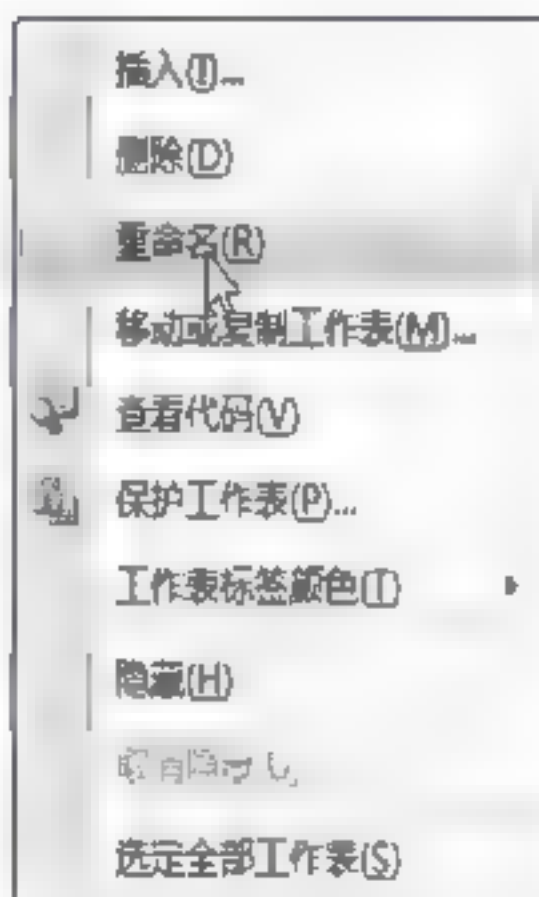 插入(I)...
删除(D)
重命名(R)
移动或复制工作表(M)...
查看代码(V)
保护工作表(P)...
工作表标签颜色(T)
隐藏(H)
选定全部工作表(S)